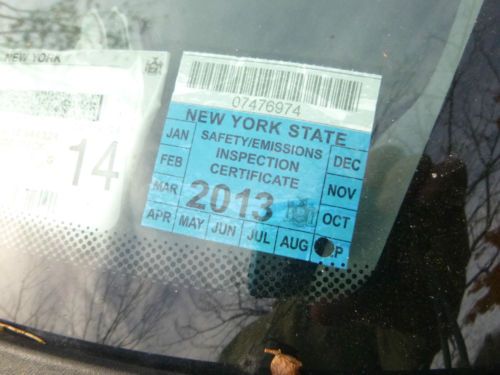 NEW YORK
14
07476974
NEW YORK STATE
SAFETY/EMISSIONS
INSPECTION
CERTIFICATE
2013
JAN
FEB
MAR
APR
MAY
JUN
JUL
AUG
OCT
NOV
DEC